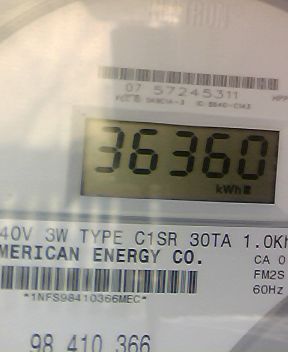 07 57245311
36360
kWh
40V 3W TYPE C1SR 30TA 1.0Kh
MERICAN ENERGY CO.
CA 0
FM2S
60Hz
*1NFS98410366MEC*
98 410 366